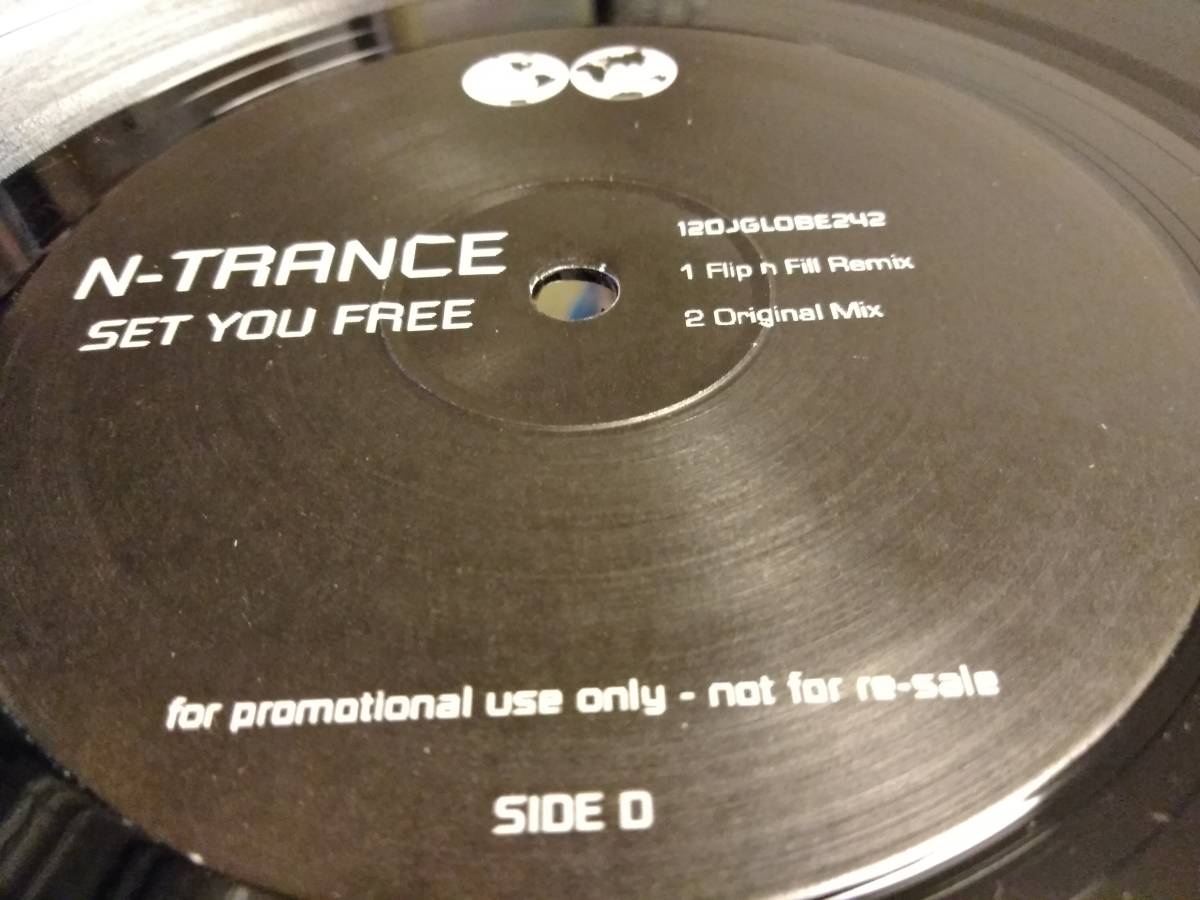 N-TRANCE
SET YOU FREE
12DJGLOBE242
1 Flip n Fill Remix
2 Original Mix
for promotional use only - not for re-sale
SIDE D